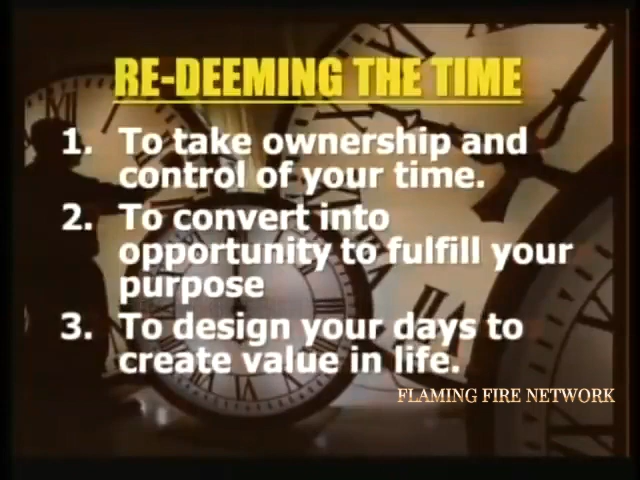 RE-DEEMING THE TIME
1. To take ownership and
control of your time.
2. To convert into
opportunity to fulfill your
purpose
3. To design your days to
create value in life.
FLAMING FIRE NETWORK